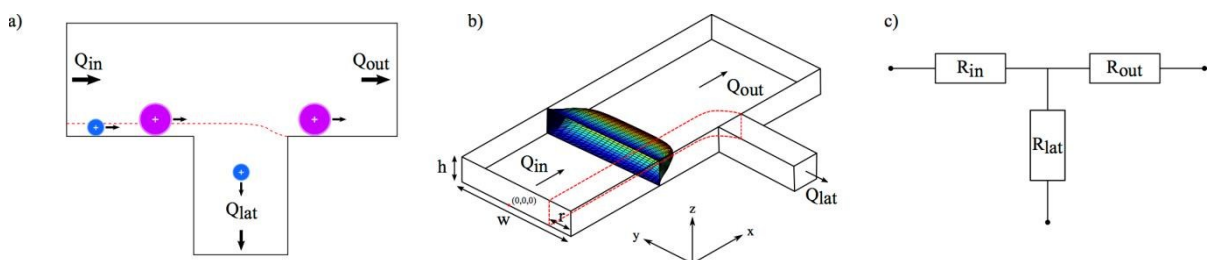 a)
Q_in
Q_out
+
+
+
+
Q_lat
b)
Q_out
Q_in
h
(0,0,0)
r
w
Q_lat
z
y
x
c)
R_in
R_out
R_lat